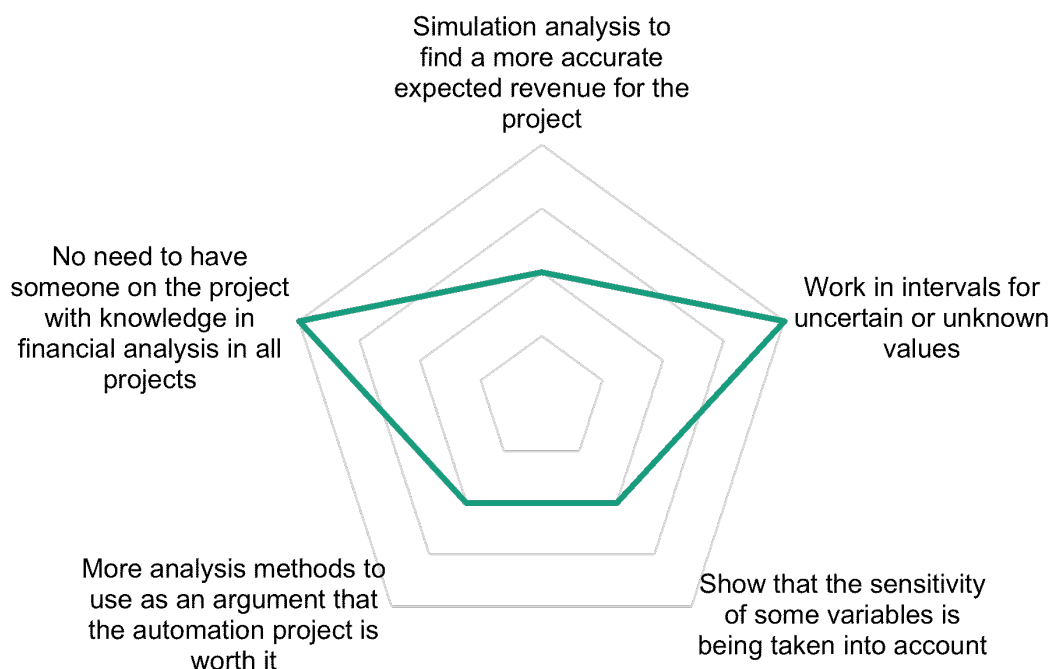 Simulation analysis to
find a more accurate
expected revenue for the
project
No need to have
someone on the project
with knowledge in
financial analysis in all
projects
Work in intervals for
uncertain or unknown
values
More analysis methods to
use as an argument that
the automation project is
worth it
Show that the sensitivity
of some variables is
being taken into account